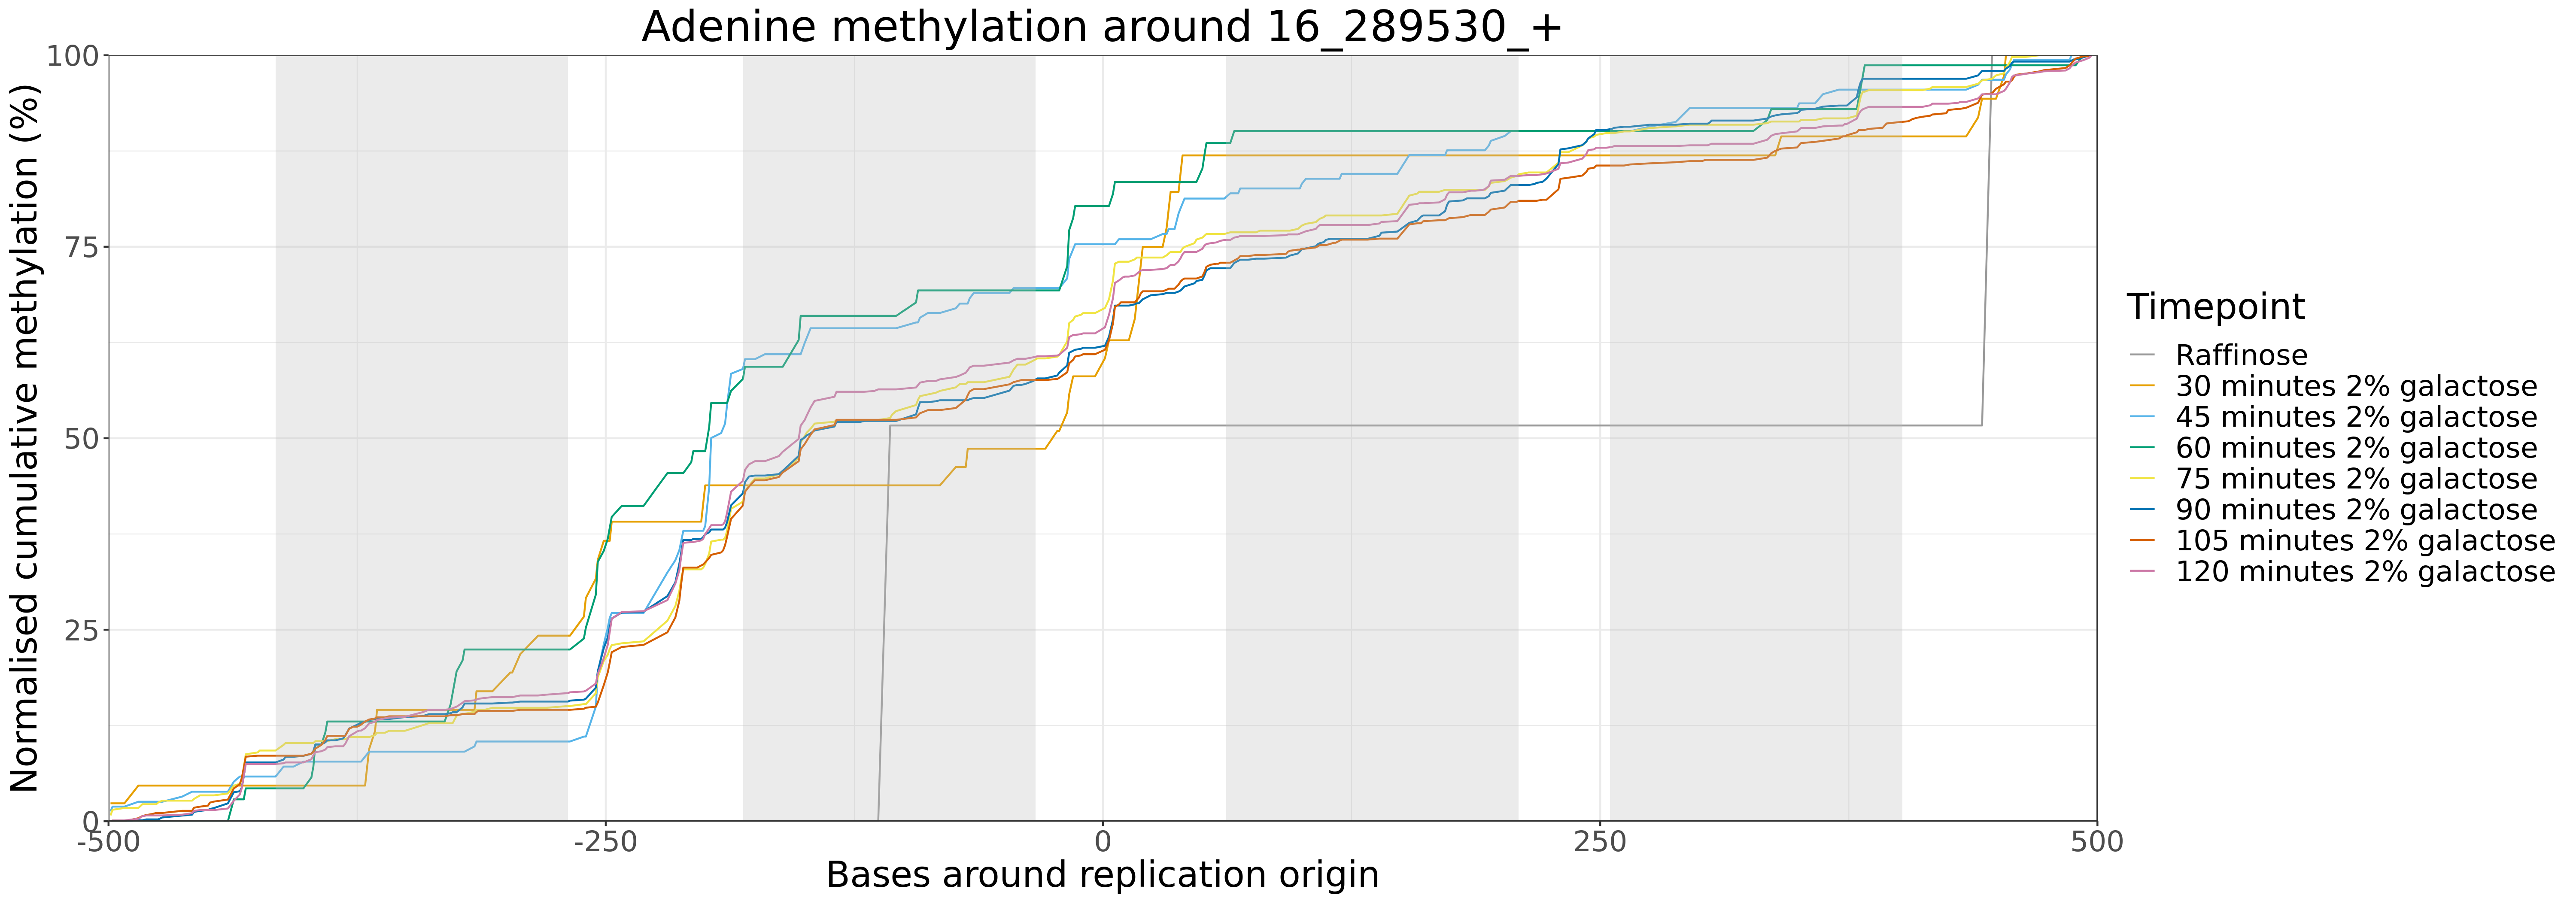 Adenine methylation around 16_289530_+
Normalised cumulative methylation (%)
100
75
50
25
0
-500
-250
0
250
500
Bases around replication origin
Timepoint
Raffinose
30 minutes 2% galactose
45 minutes 2% galactose
60 minutes 2% galactose
75 minutes 2% galactose
90 minutes 2% galactose
105 minutes 2% galactose
120 minutes 2% galactose